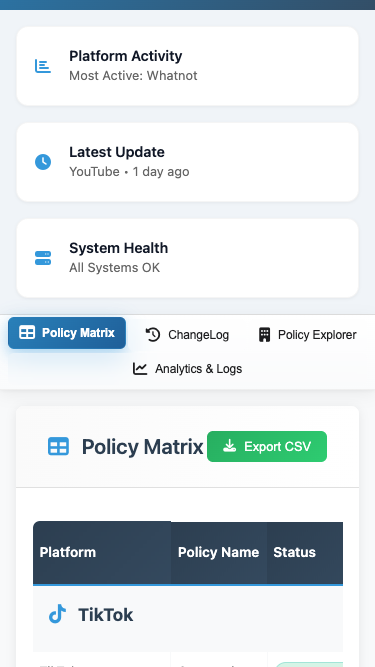 Platform Activity
Most Active: Whatnot
Latest Update
YouTube • 1 day ago
System Health
All Systems OK
Policy Matrix
ChangeLog
Policy Explorer
Analytics & Logs
Policy Matrix
Export CSV
Platform
Policy Name
Status
TikTok